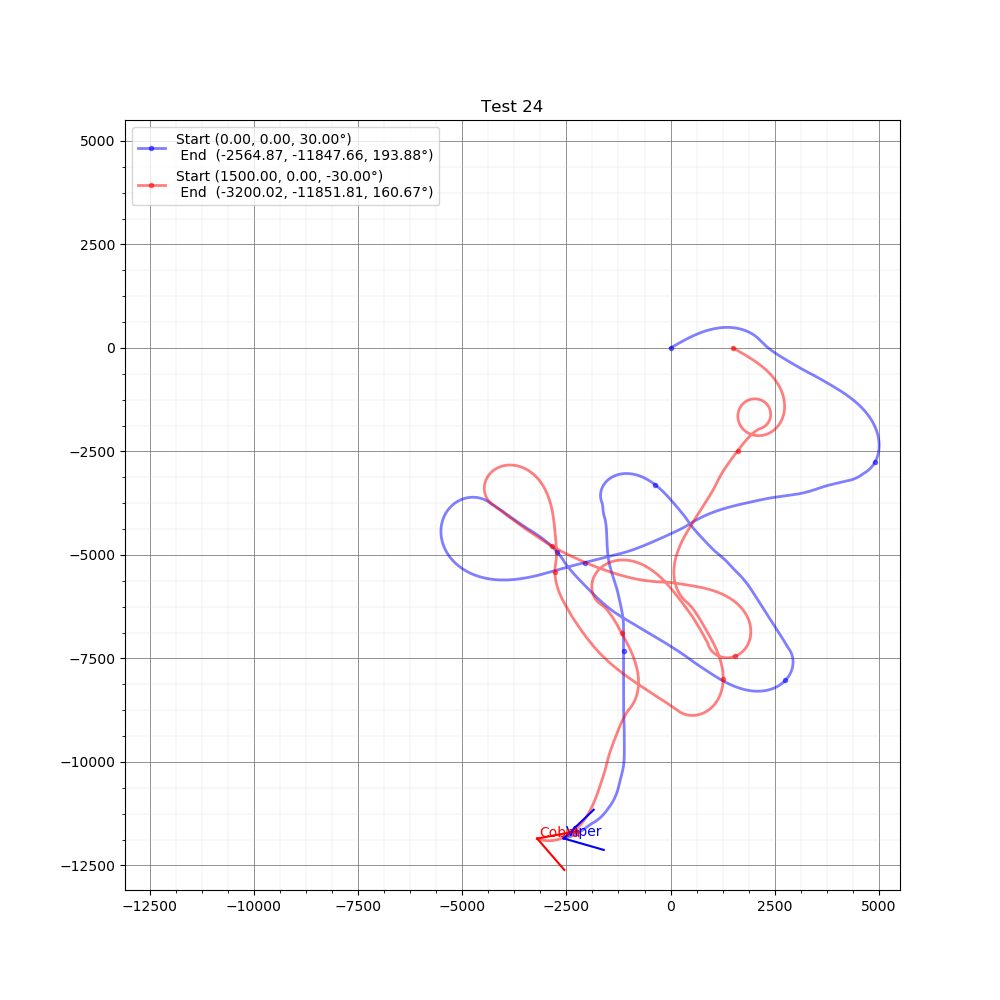 Test 24
Start (0.00, 0.00, 30.00°)
End (-2564.87, -11847.66, 193.88°)
Start (1500.00, 0.00, -30.00°)
End (-3200.02, -11851.81, 160.67°)
5000
2500
0
−2500
−5000
−7500
−10000
−12500
−12500 −10000 −7500 −5000 −2500 0 2500 5000